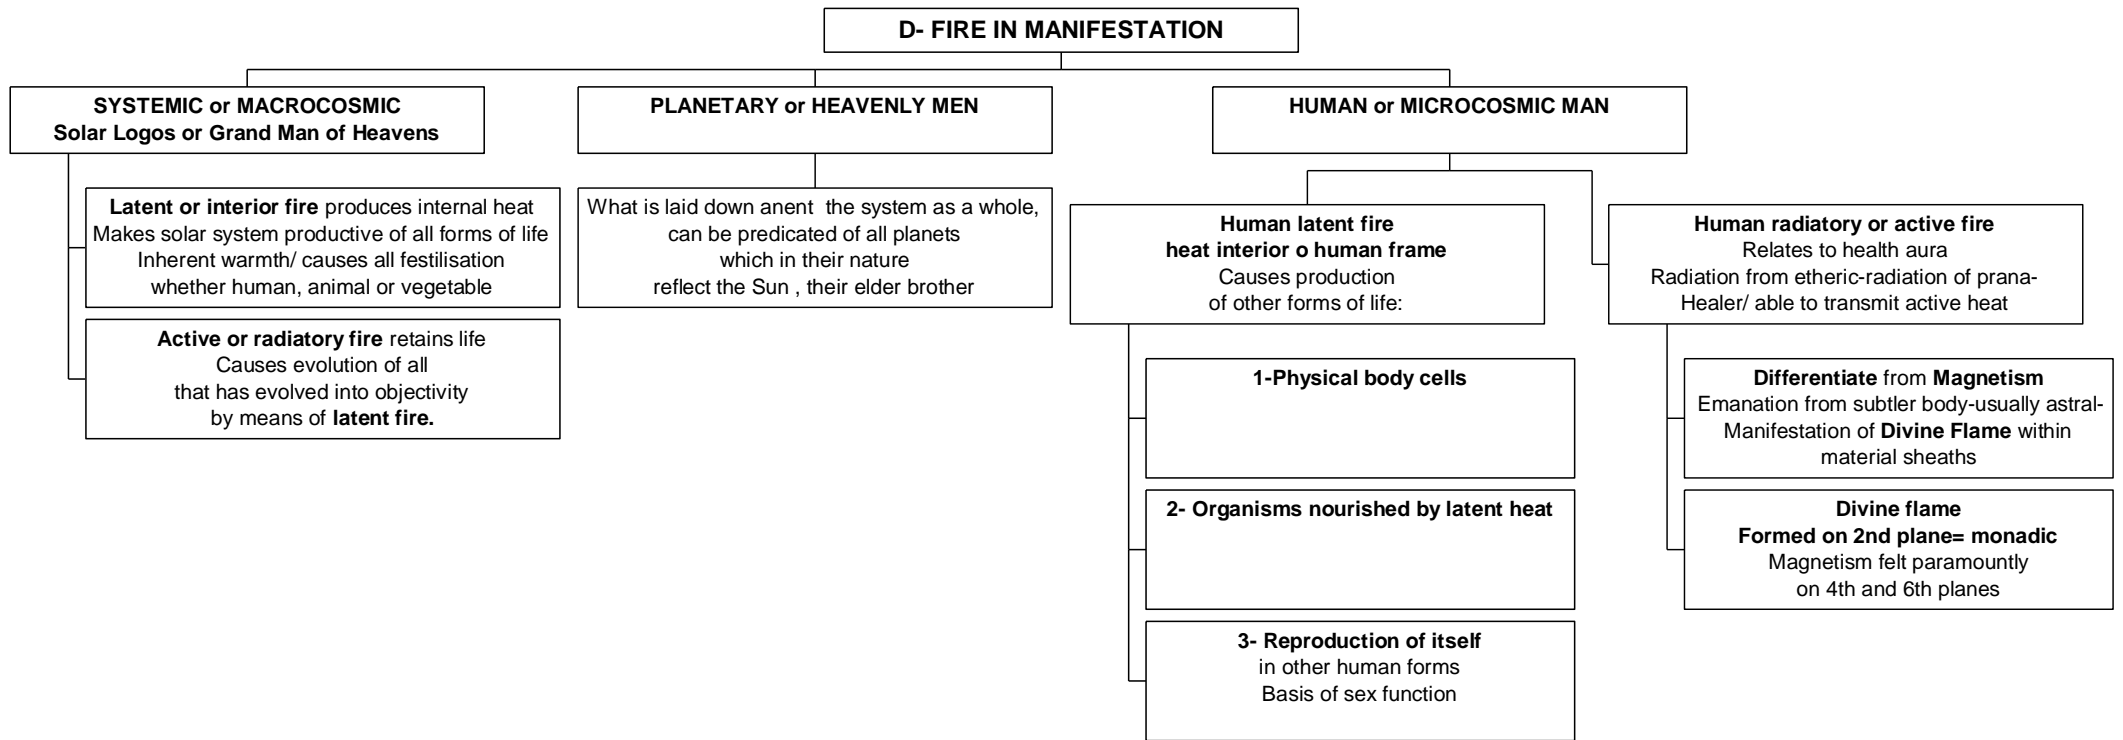 D- FIRE IN MANIFESTATION
SYSTEMIC or MACROCOSMIC
Solar Logos or Grand Man of Heavens
Latent or interior fire produces internal heat
Makes solar system productive of all forms of life
Inherent warmth/ causes all festilisation
whether human, animal or vegetable
Active or radiatory fire retains life
Causes evolution of all
that has evolved into objectivity
by means of latent fire.
PLANETARY or HEAVENLY MEN
What is laid down anent  the system as a whole,
can be predicated of all planets
which in their nature
reflect the Sun , their elder brother
HUMAN or MICROCOSMIC MAN
Human latent fire
heat interior o human frame
Causes production
of other forms of life:
1-Physical body cells
2- Organisms nourished by latent heat
3- Reproduction of itself
in other human forms
Basis of sex function
Human radiatory or active fire
Relates to health aura
Radiation from etheric-radiation of prana-
Healer/ able to transmit active heat
Differentiate from Magnetism
Emanation from subtler body-usually astral-
Manifestation of Divine Flame within
material sheaths
Divine flame
Formed on 2nd plane= monadic
Magnetism felt paramountly
on 4th and 6th planes